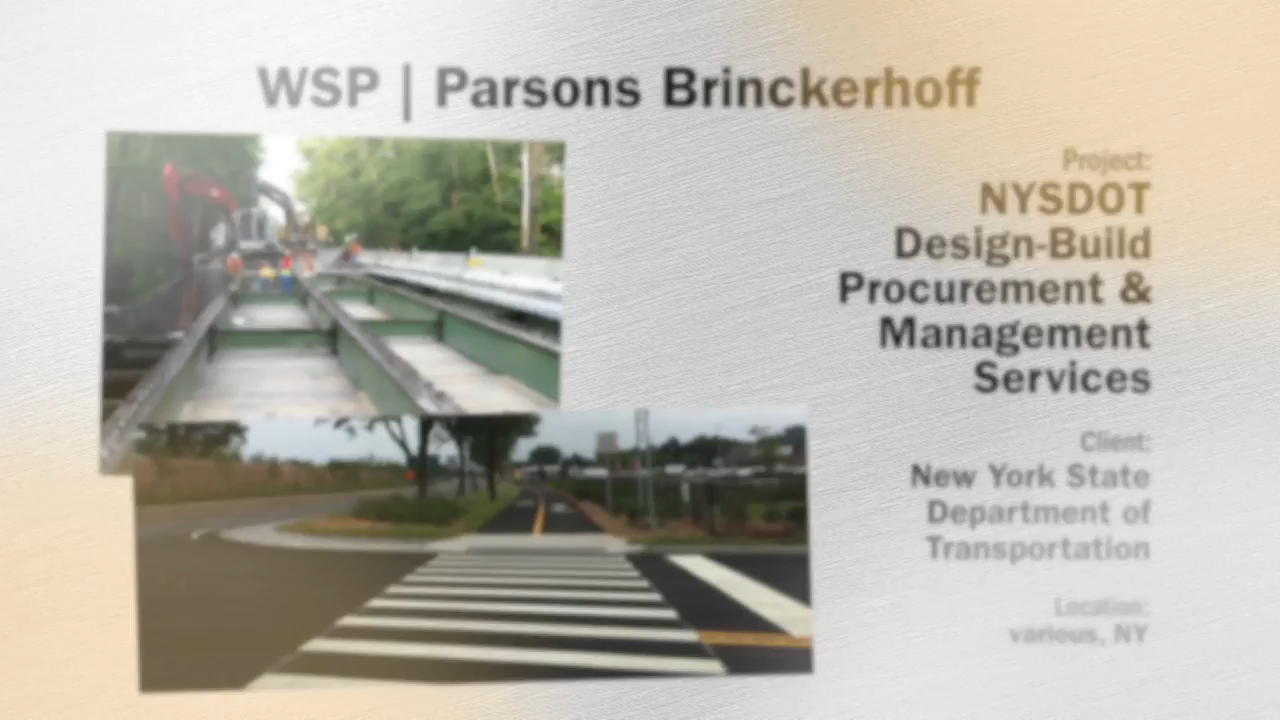 WSP | Parsons Brinckerhoff
Project:
NYSDOT
Design-Build
Procurement &
Management
Services
Client:
New York State
Department of
Transportation
Location:
various, NY